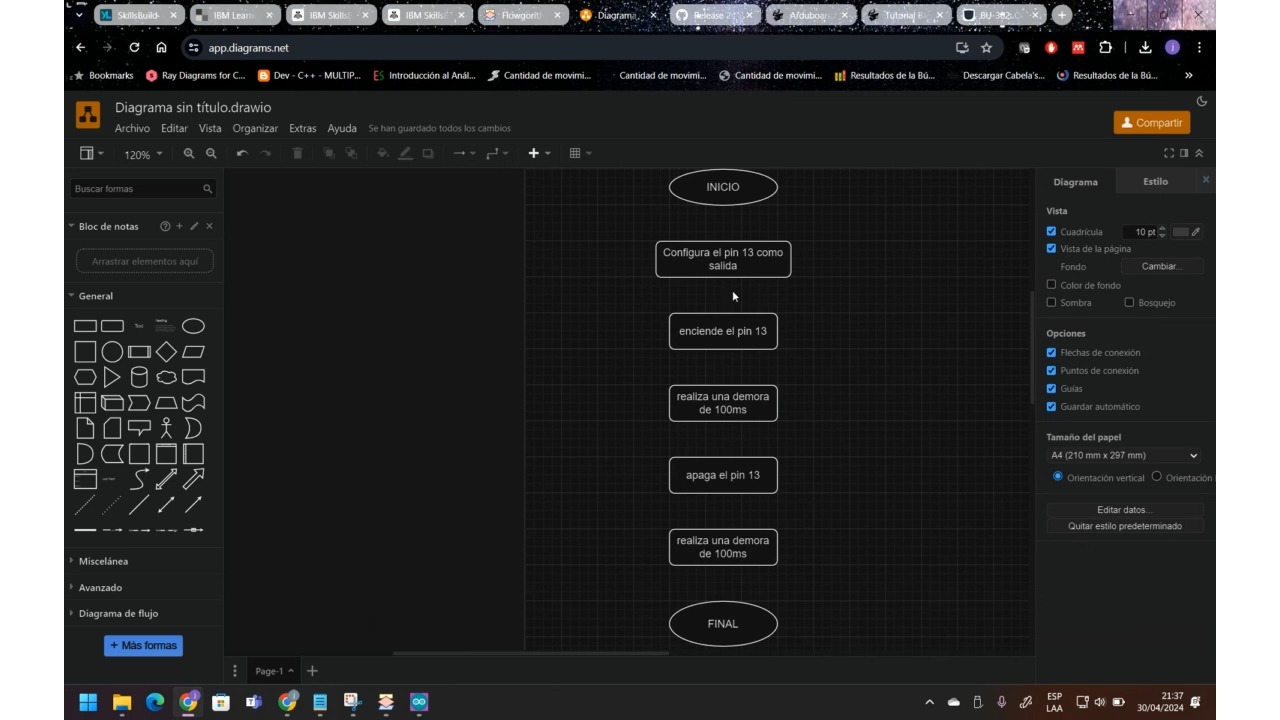 SkillsBuild-
IBM Learn
IBM Skills
IBM Skills
Flowgorith
Diagrama
Release 2
Arduboar
Tutorial B
BU-302:
app.diagrams.net
Bookmarks
Ray Diagrams for C...
Dev - C++ - MULTIP...
Introducción al Anál...
Cantidad de movimi...
Cantidad de movimi...
Cantidad de movimi...
Resultados de la Bú...
Descargar Cabela's...
Resultados de la Bú...
»
Diagrama sin título.drawio
Archivo Editar Vista Organizar Extras Ayuda Se han guardado todos los cambios
Compartir
120%
Buscar formas
Bloc de notas
Arrastrar elementos aquí
General
Text
Heading
Misceláneа
Avanzado
Diagrama de flujo
+ Más formas
INICIO
Configura el pin 13 como
salida
enciende el pin 13
realiza una demora
de 100ms
apaga el pin 13
realiza una demora
de 100ms
FINAL
Diagrama Estilo
Vista
Cuadrícula 10 pt
Vista de la página
Fondo Cambiar...
Color de fondo
Sombra Bosquejo
Opciones
Flechas de conexión
Puntos de conexión
Guías
Guardar automático
Tamaño del papel
A4 (210 mm x 297 mm)
Orientación vertical Orientación
Editar datos...
Quitar estilo predeterminado
Page-1
ESP
LAA
21:37
30/04/2024